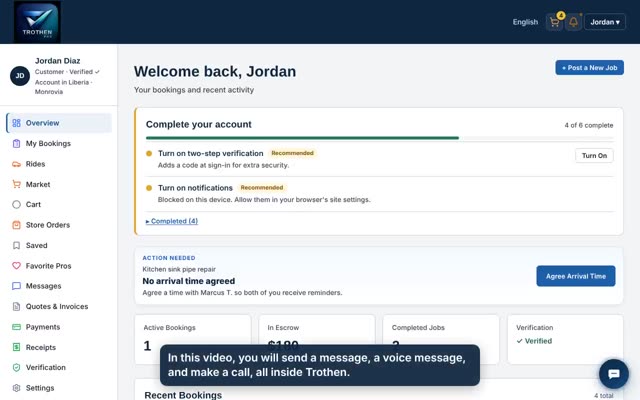 TROTHEN
English
4
Jordan ▾
JD
Jordan Diaz
Customer · Verified ✓
Account in Liberia ·
Monrovia
Overview
My Bookings
Rides
Market
Cart
Store Orders
Saved
Favorite Pros
Messages
Quotes & Invoices
Payments
Receipts
Verification
Settings
Welcome back, Jordan
Your bookings and recent activity
+ Post a New Job
Complete your account
4 of 6 complete
Turn on two-step verification Recommended
Adds a code at sign-in for extra security.
Turn On
Turn on notifications Recommended
Blocked on this device. Allow them in your browser's site settings.
▸ Completed (4)
ACTION NEEDED
Kitchen sink pipe repair
No arrival time agreed
Agree a time with Marcus T. so both of you receive reminders.
Agree Arrival Time
Active Bookings
1
In Escrow
Completed Jobs
Verification
✓ Verified
In this video, you will send a message, a voice message,
and make a call, all inside Trothen.
Recent Bookings
4 total